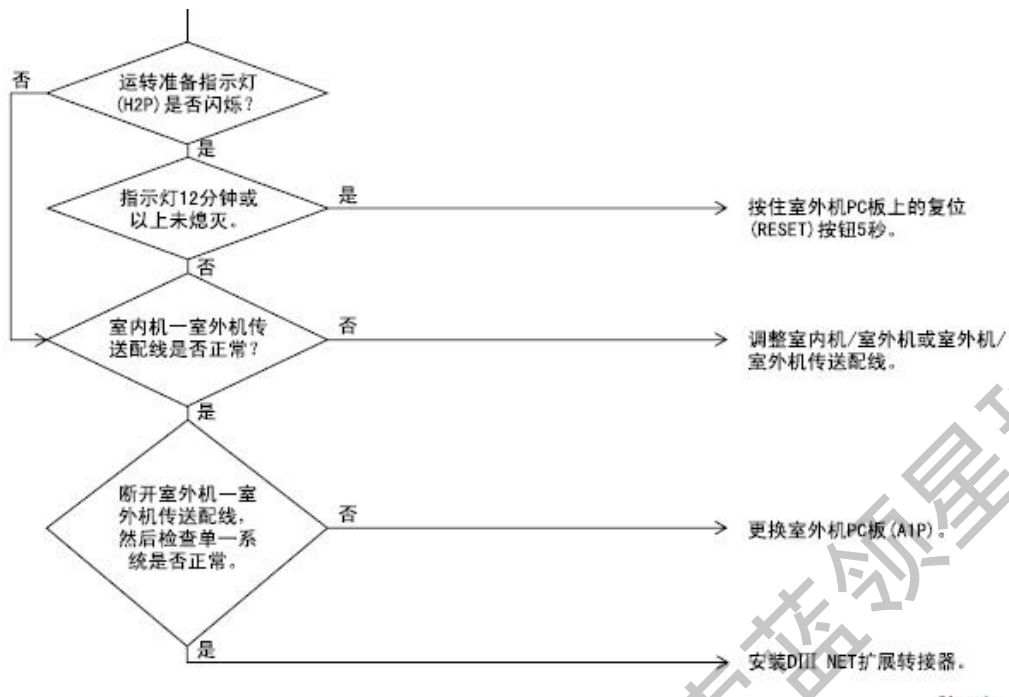 运转准备指示灯
(H2P)是否闪烁?
否
是
指示灯12分钟或
以上未熄灭。
是
按住室外机PC板上的复位
(RESET)按钮5秒。
否
室内机一室外机传
送配线是否正常?
否
调整室内机/室外机或室外机/
室外机传送配线。
是
断开室外机一室
外机传送配线,
然后检查单一系
统是否正常。
否
更换室外机PC板(A1P)。
是
安装DIII NET扩展转接器。
蓝领星